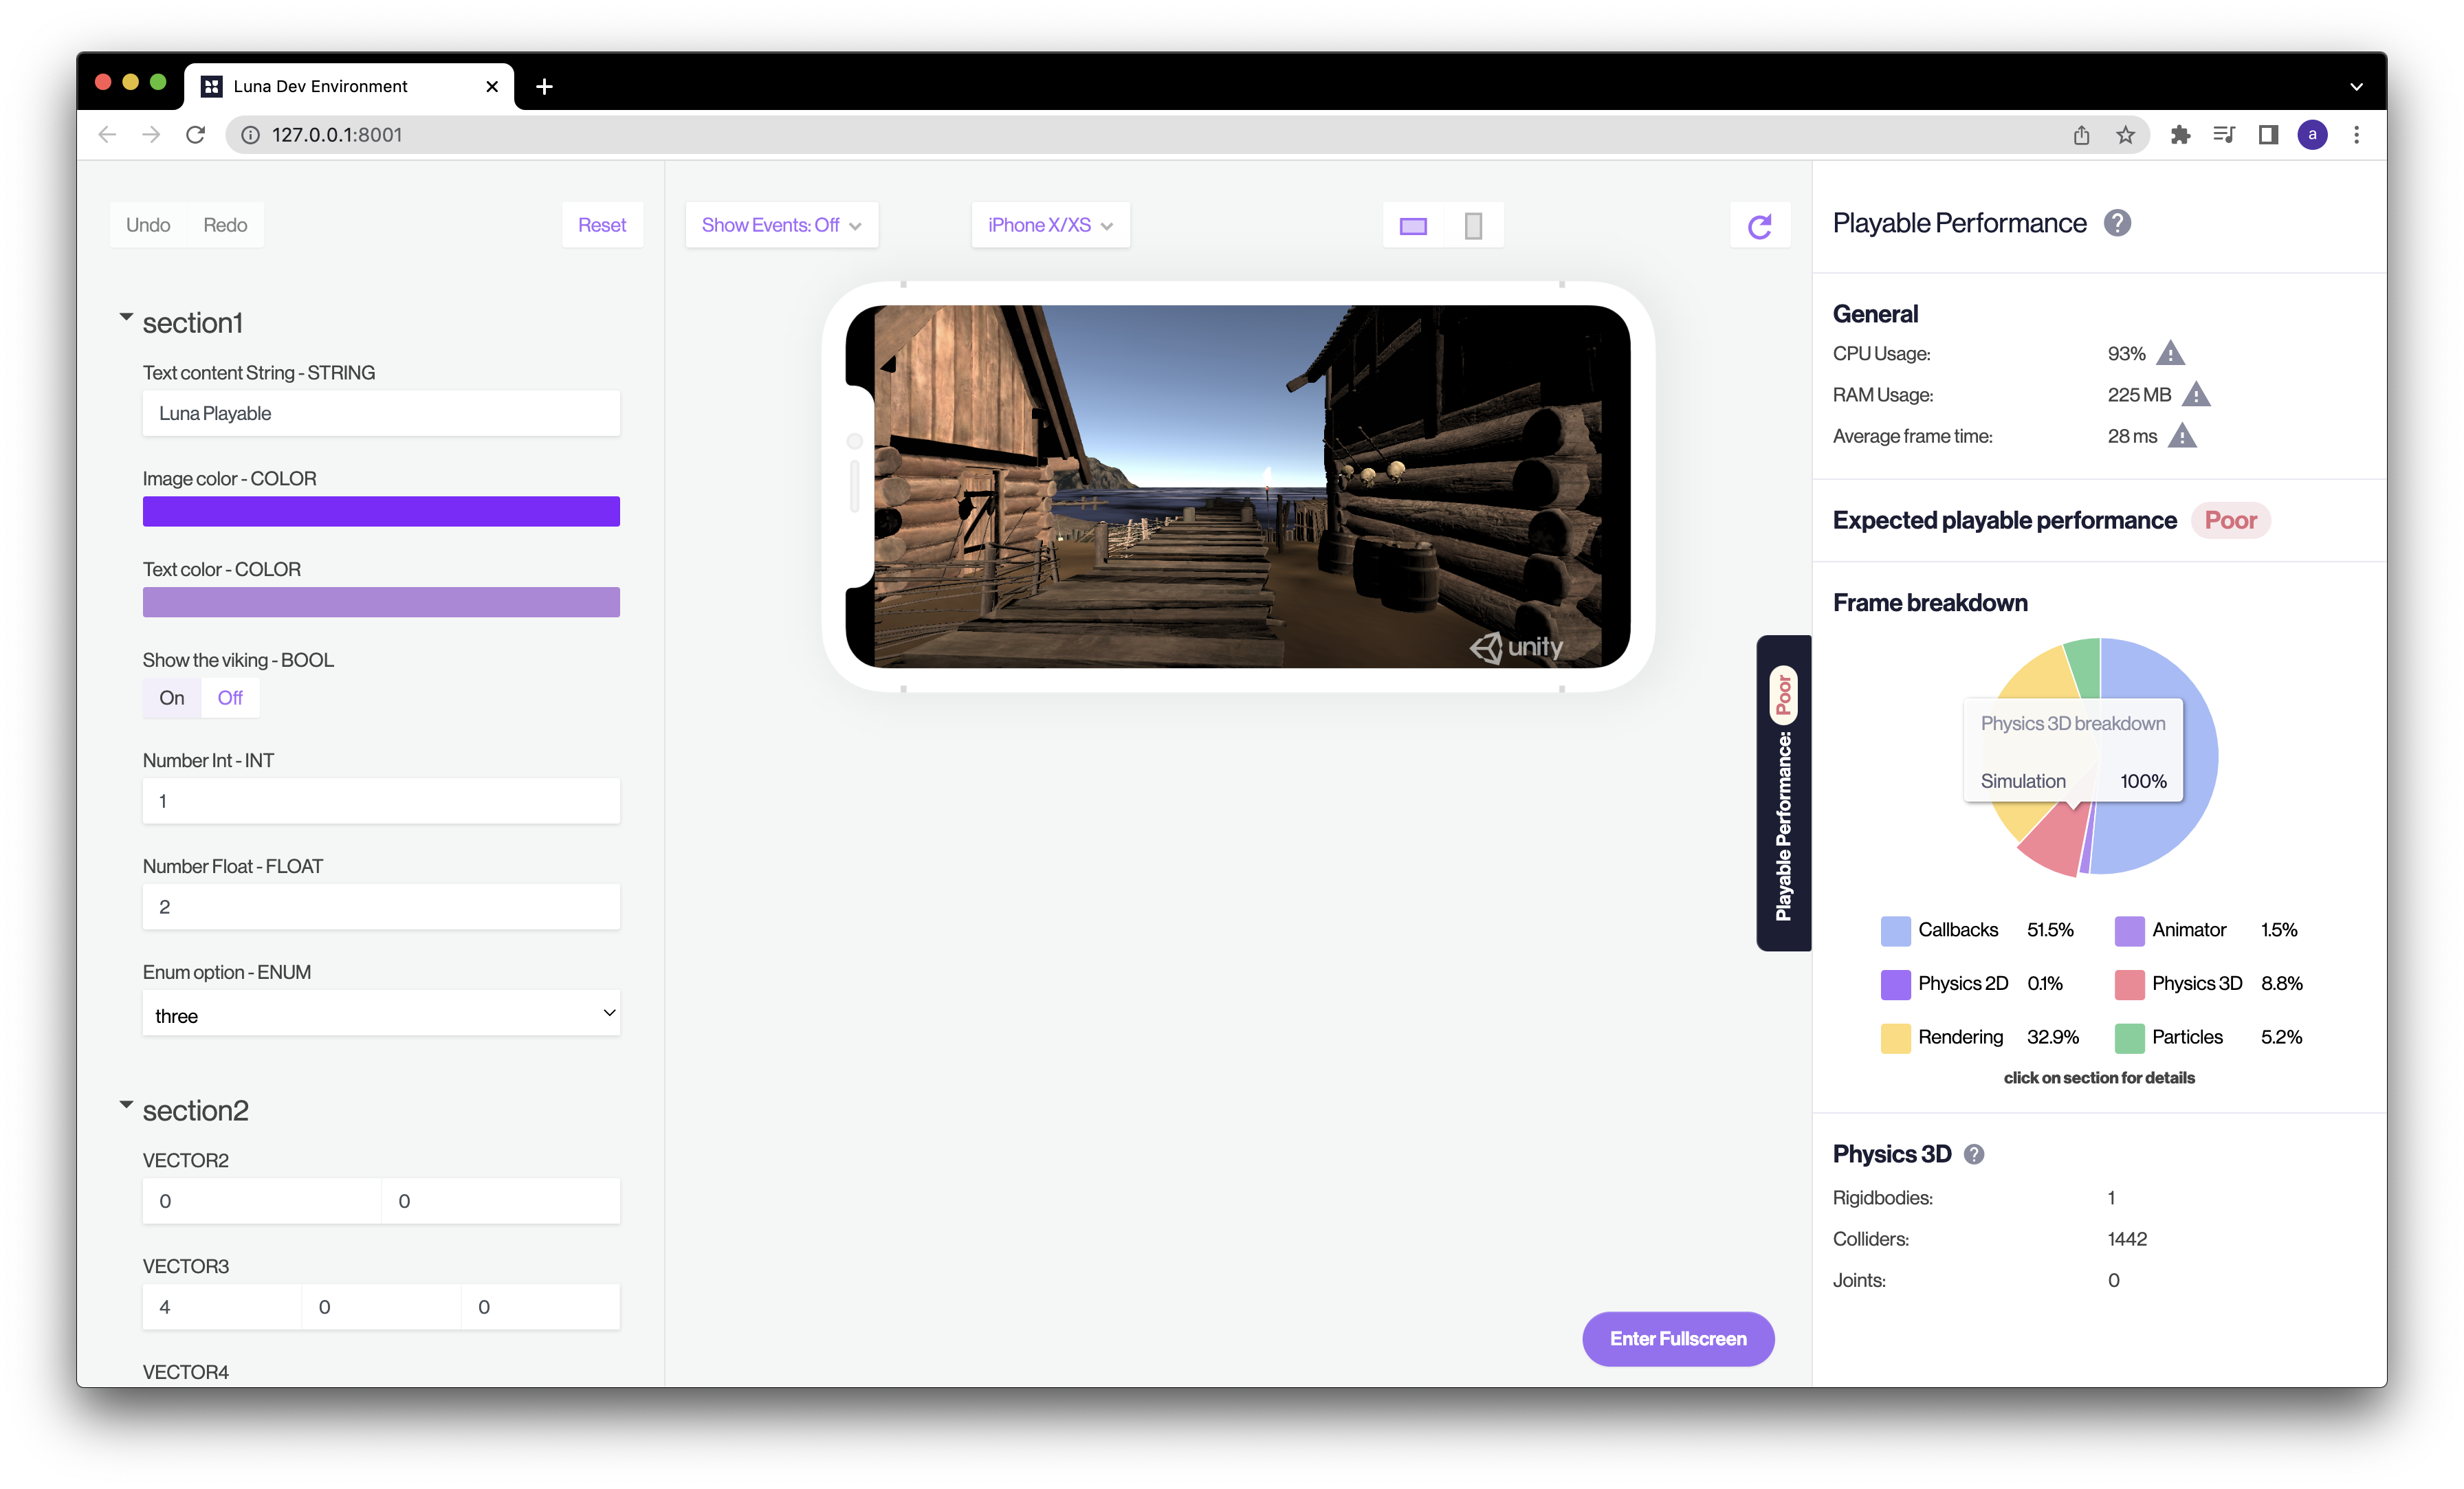 Luna Dev Environment
127.0.0.1:8001
a
Undo
Redo
Reset
section1
Text content String - STRING
Luna Playable
Image color - COLOR
Text color - COLOR
Show the viking - BOOL
On
Off
Number Int - INT
1
Number Float - FLOAT
2
Enum option - ENUM
three
section2
VECTOR2
0 0
VECTOR3
4 0 0
VECTOR4
Show Events: Off
iPhone X/XS
unity
Playable Performance: Poor
Enter Fullscreen
Playable Performance ?
General
CPU Usage: 93%
RAM Usage: 225 MB
Average frame time: 28 ms
Expected playable performance Poor
Frame breakdown
Physics 3D breakdown
Simulation 100%
Callbacks 51.5% Animator 1.5%
Physics 2D 0.1% Physics 3D 8.8%
Rendering 32.9% Particles 5.2%
click on section for details
Physics 3D ?
Rigidbodies: 1
Colliders: 1442
Joints: 0